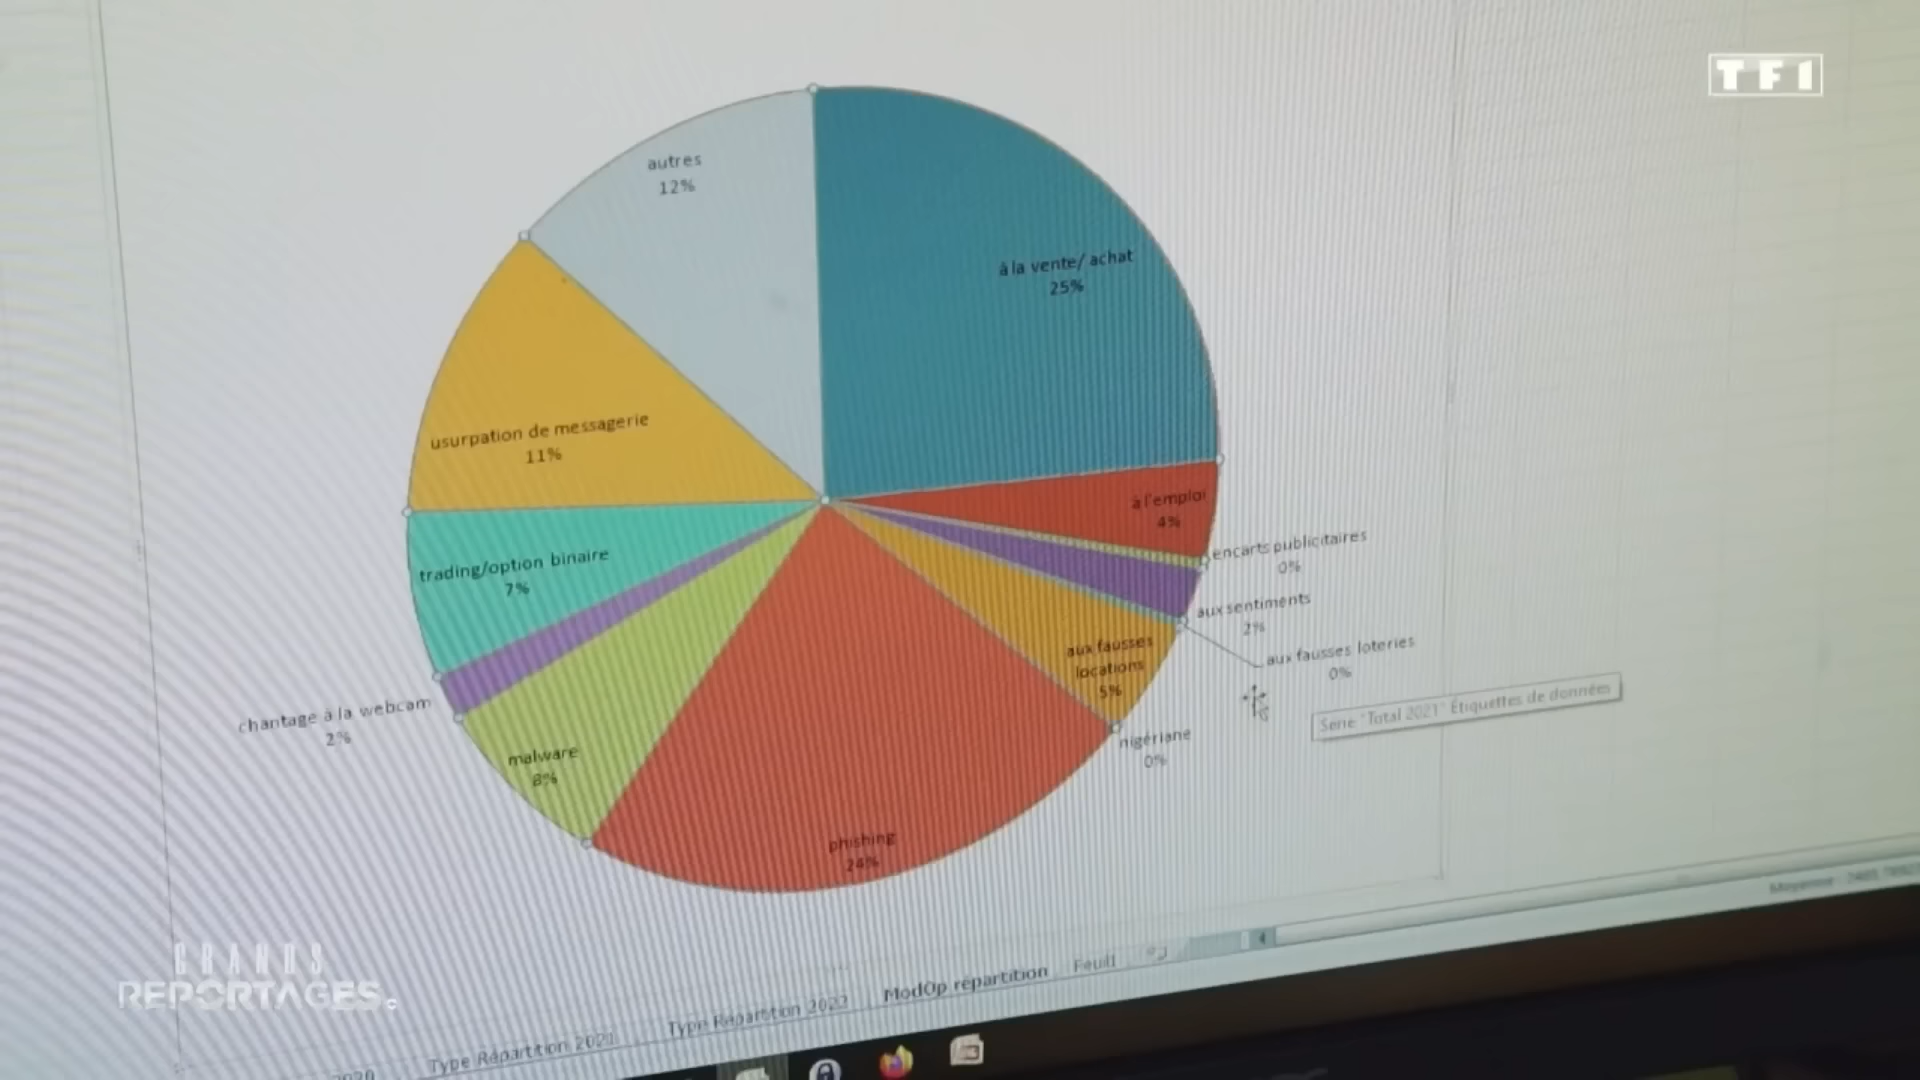 TF1
autres
12%
à la vente/ achat
25%
usurpation de messagerie
11%
à l'emploi
4%
encarts publicitaires
0%
trading/option binaire
7%
aux sentiments
2%
aux fausses loteries
0%
aux fausses
locations
5%
Série "Total 2021" Étiquettes de données
chantage à la webcam
2%
nigériane
0%
malware
8%
phishing
24%
GRANDS
REPORTAGES
2020
Type Répartition 2021
Type Répartition 2022
ModOp répartition
Feuil1
Moyenne :